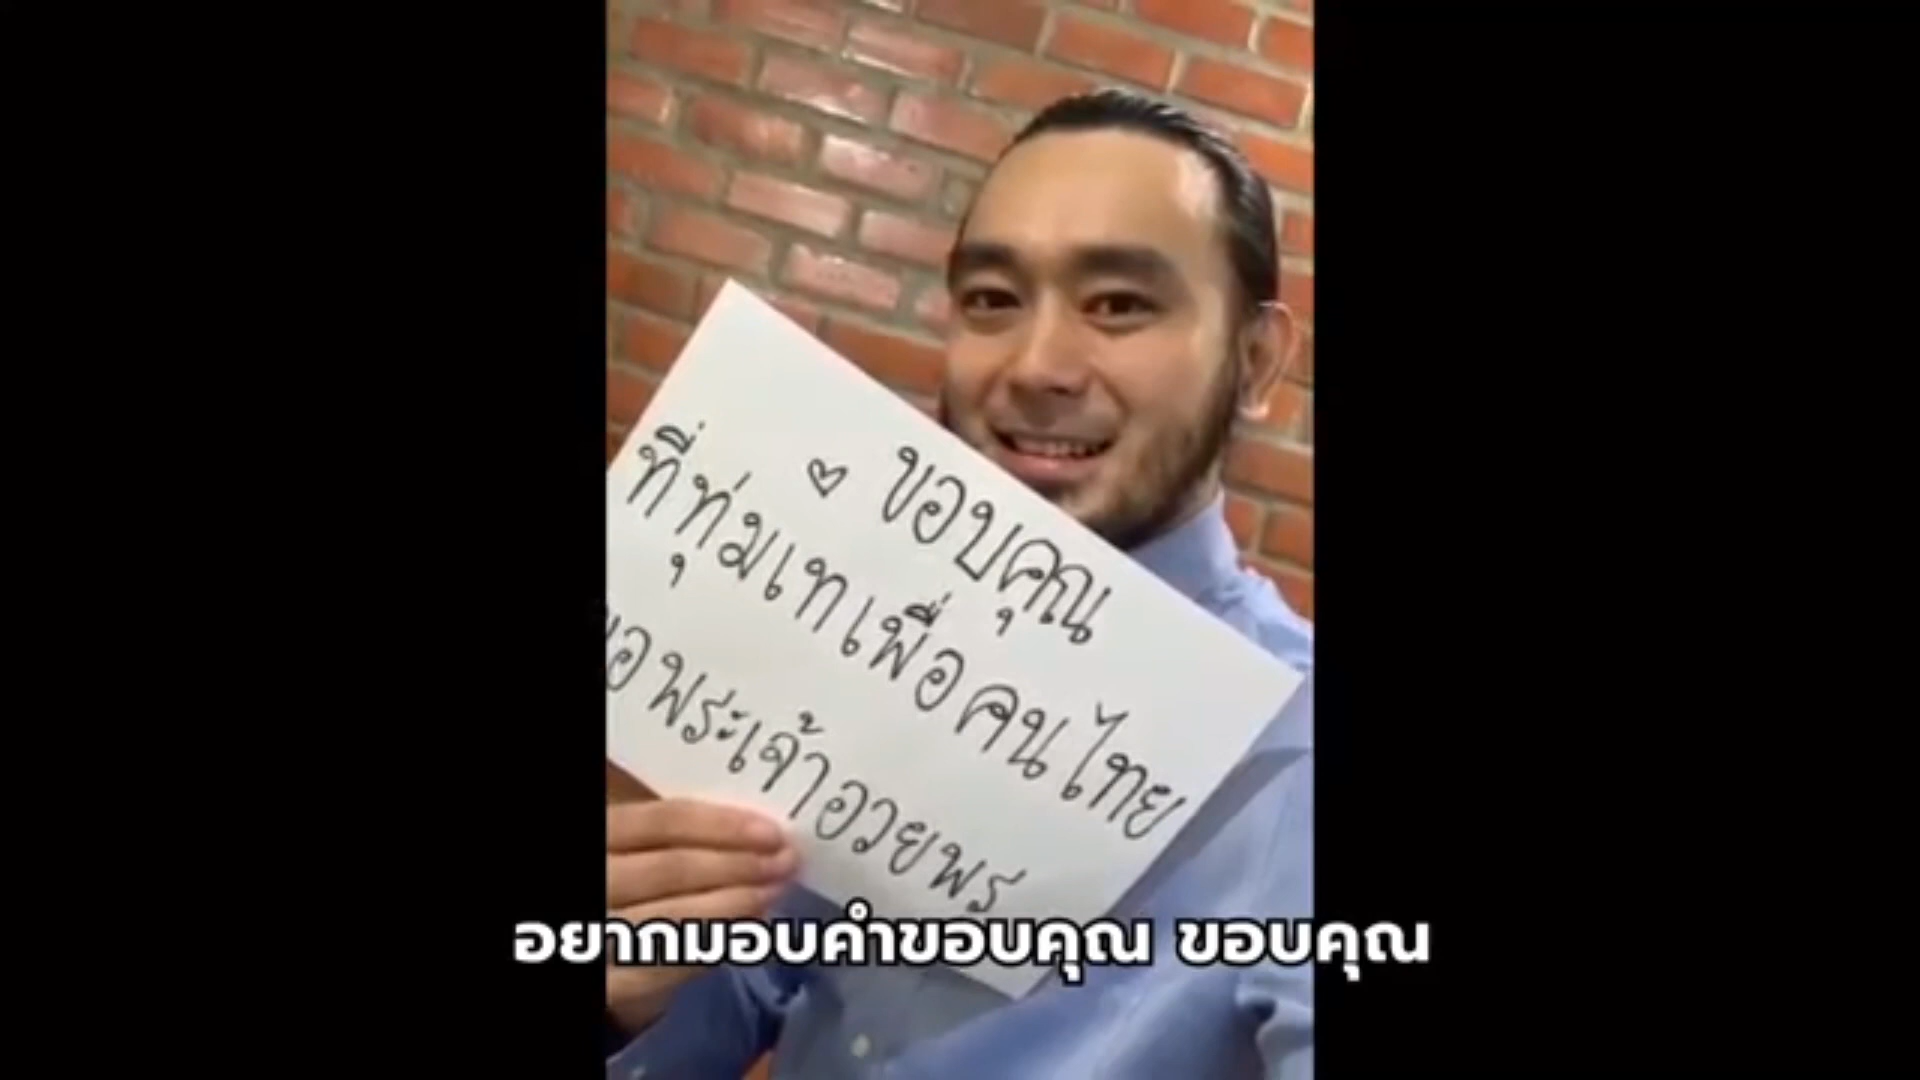 ♡ ขอบคุณ
ที่ทุ่มเทเพื่อคนไทย
ขอพระเจ้าอวยพร
อยากมอบคำขอบคุณ ขอบคุณ